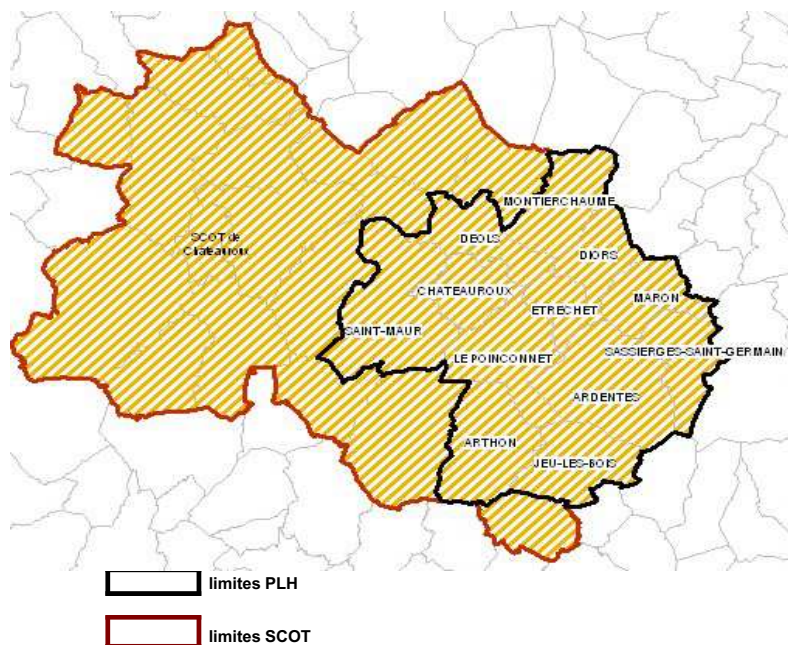 MONTIERCHAUME
DEOLS
SCOT de
Chateauroux
DIORS
CHATEAUROUX
MARON
ETRECHET
SAINT-MAUR
LE POINCONNET
SASSIERGES-SAINT-GERMAIN
ARDENTES
ARTHON
JEU-LES-BOIS
limites PLH
limites SCOT